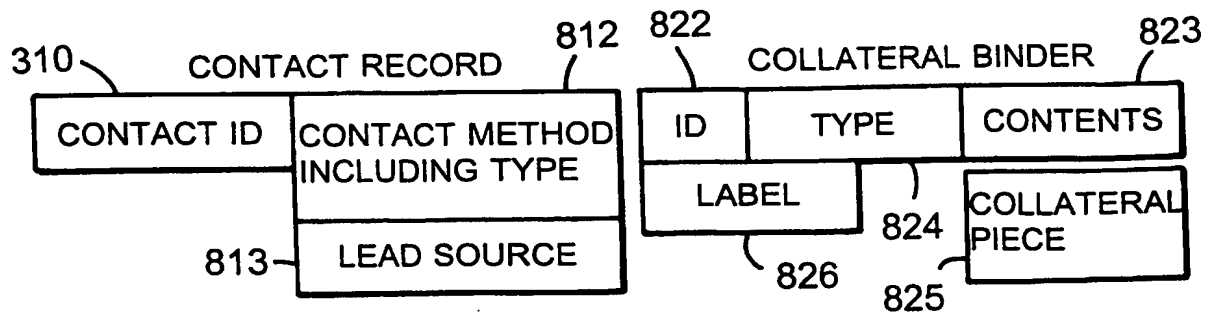 310
CONTACT RECORD
812
CONTACT ID
CONTACT METHOD
INCLUDING TYPE
813
LEAD SOURCE
822
COLLATERAL BINDER
823
ID
TYPE
CONTENTS
LABEL
824
826
COLLATERAL
PIECE
825